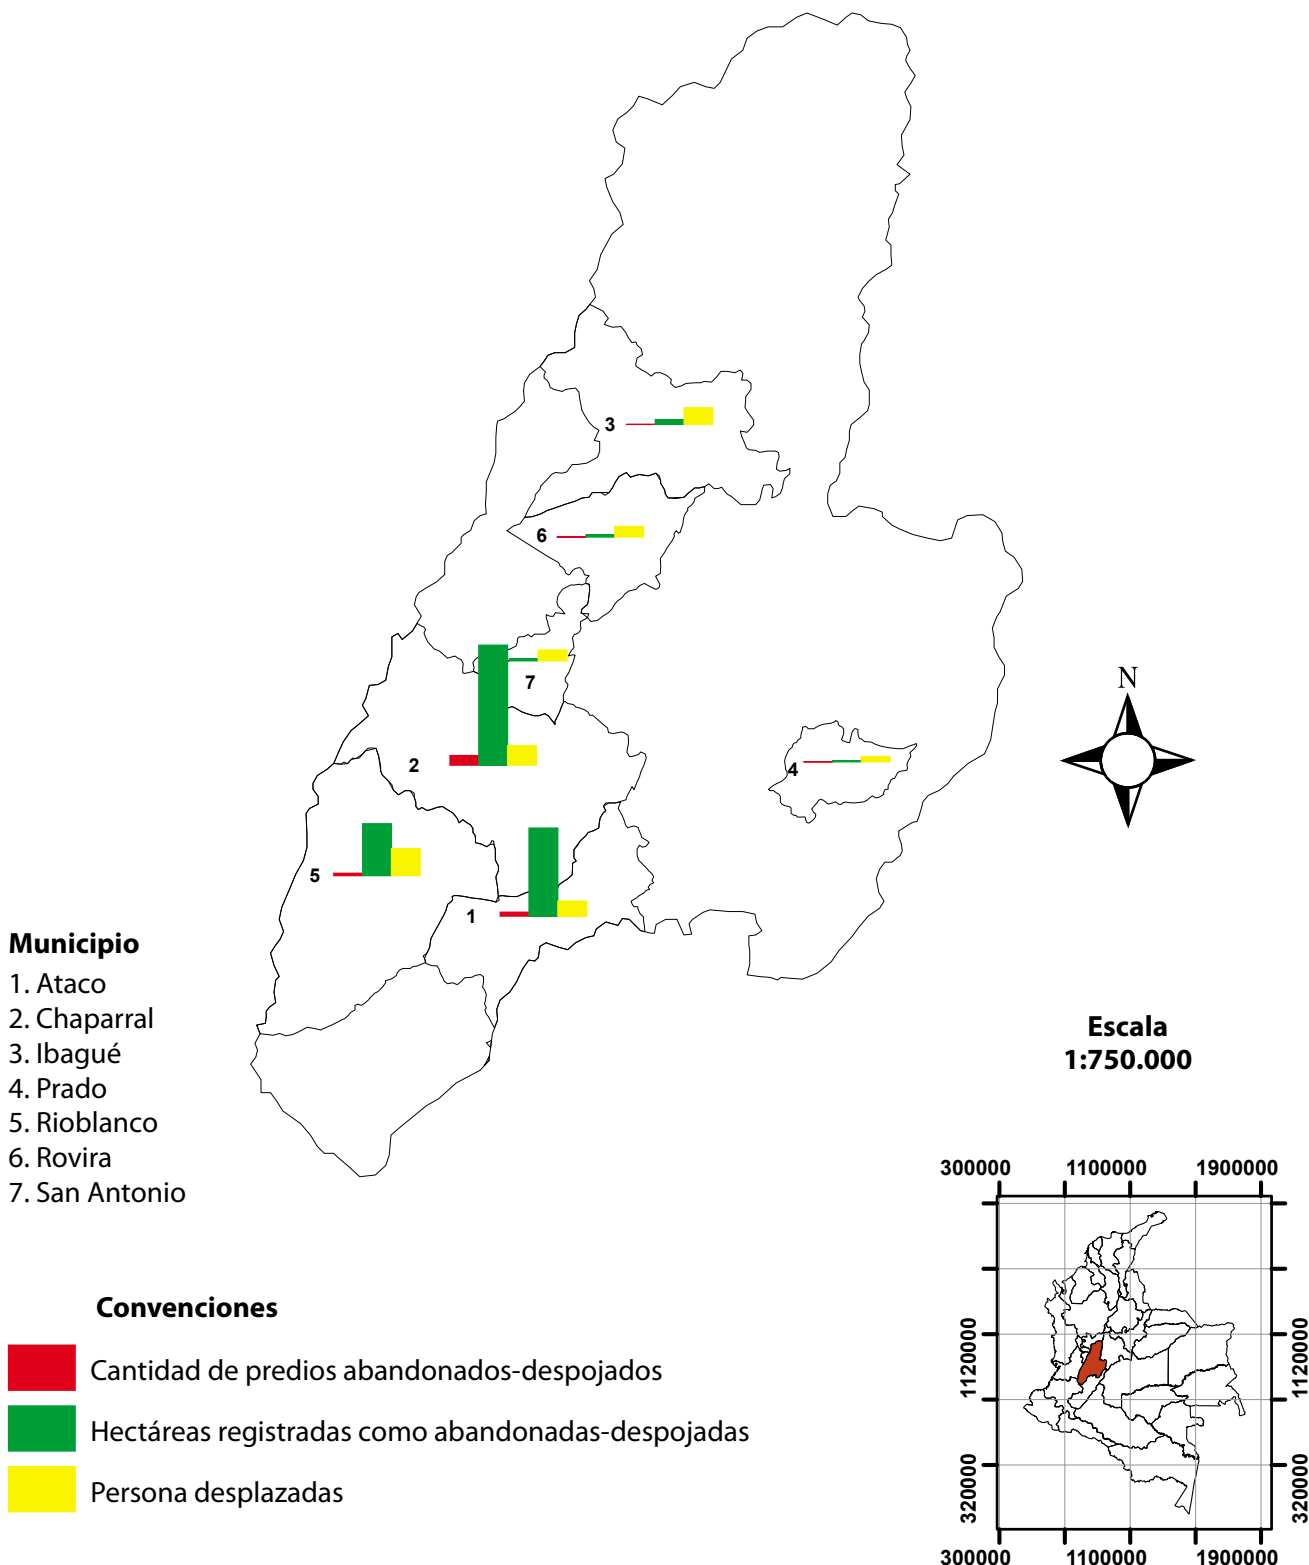 3
6
7
2
4
5
1
N
Municipio
1. Ataco
2. Chaparral
3. Ibagué
4. Prado
5. Rioblanco
6. Rovira
7. San Antonio
Escala
1:750.000
Convenciones
Cantidad de predios abandonados-despojados
Hectáreas registradas como abandonadas-despojadas
Persona desplazadas
300000 1100000 1900000
1120000 1120000
320000 320000
300000 1100000 1900000